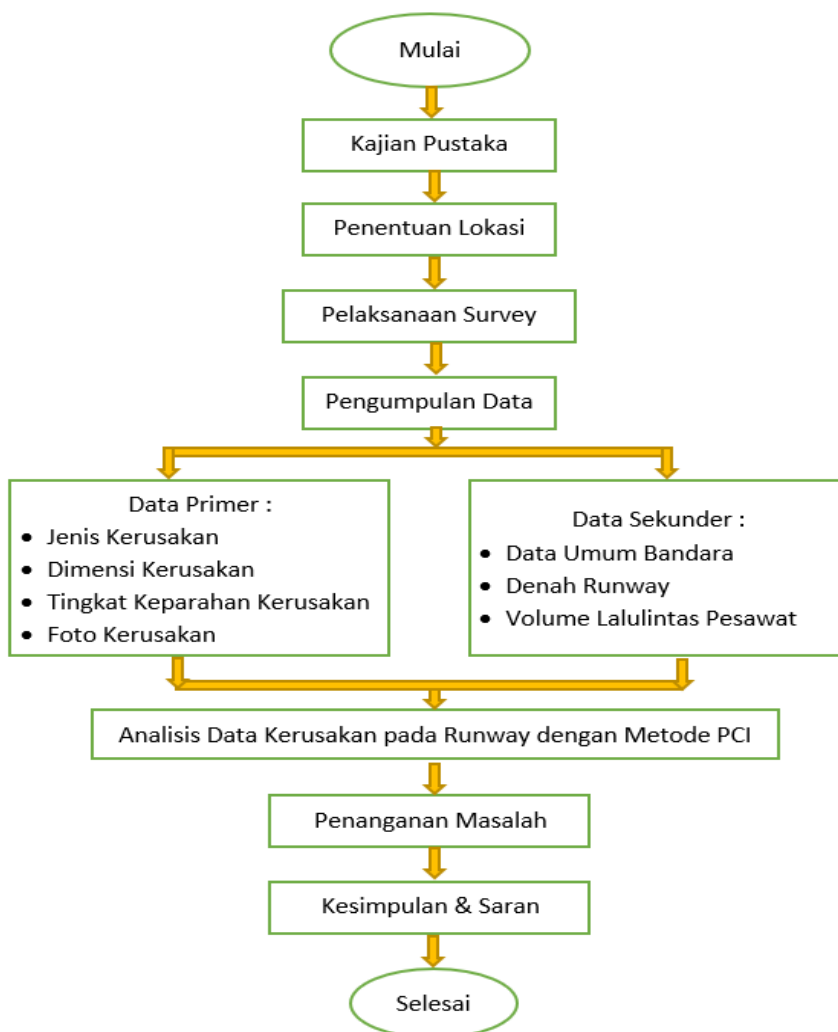 Mulai
Kajian Pustaka
Penentuan Lokasi
Pelaksanaan Survey
Pengumpulan Data
Data Primer :
• Jenis Kerusakan
• Dimensi Kerusakan
• Tingkat Keparahan Kerusakan
• Foto Kerusakan
Data Sekunder :
• Data Umum Bandara
• Denah Runway
• Volume Lalulintas Pesawat
Analisis Data Kerusakan pada Runway dengan Metode PCI
Penanganan Masalah
Kesimpulan & Saran
Selesai